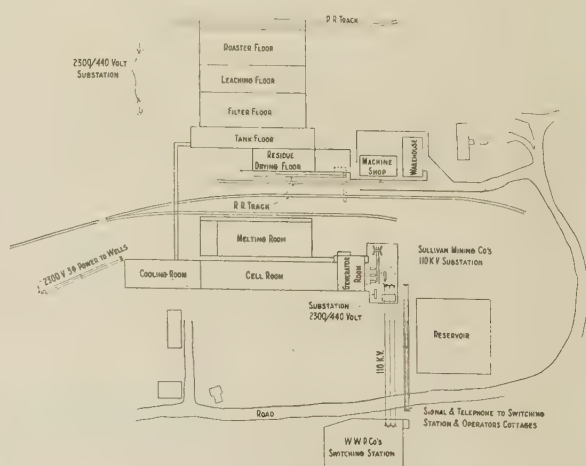 R.R. TRACK
2300/440 VOLT
SUBSTATION
ROASTER FLOOR
LEACHING FLOOR
FILTER FLOOR
TANK FLOOR
RESIDUE
DRYING FLOOR
MACHINE
SHOP
WAREHOUSE
R.R. TRACK
MELTING ROOM
2300 V 3Φ POWER TO WELLS
COOLING ROOM
CELL ROOM
GENERATOR
ROOM
SULLIVAN MINING CO'S
110 KV SUBSTATION
SUBSTATION
2300/440 VOLT
RESERVOIR
110 K.V.
ROAD
SIGNAL & TELEPHONE TO SWITCHING
STATION & OPERATORS COTTAGES
W W P CO'S
SWITCHING STATION